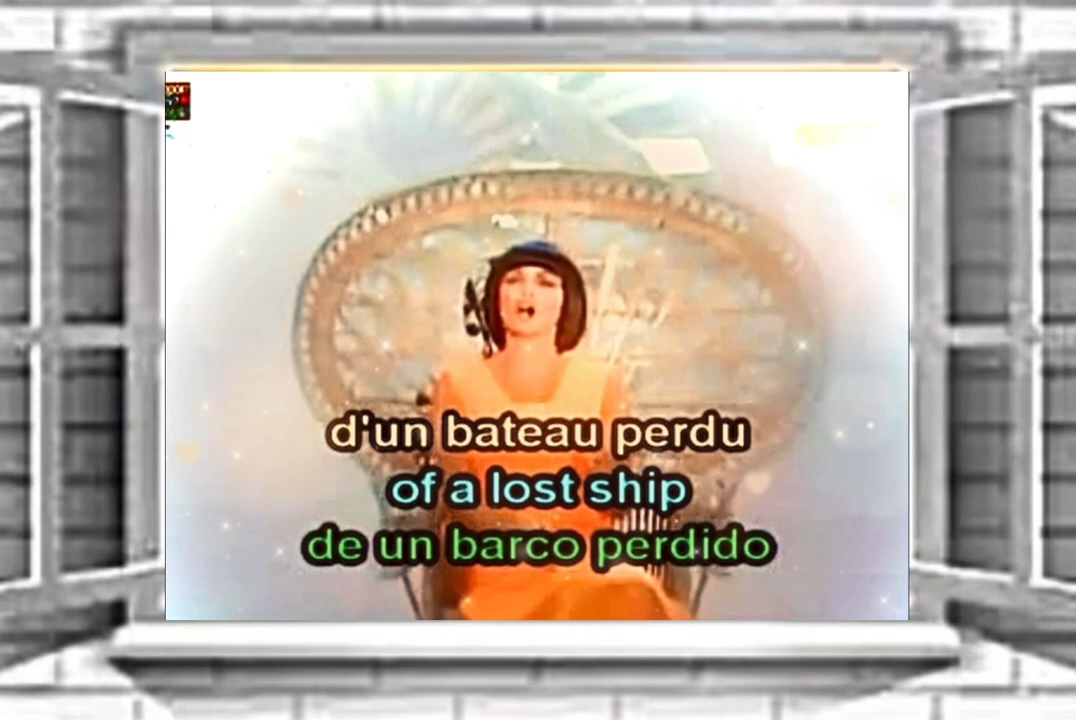 d'un bateau perdu
of a lost ship
de un barco perdido